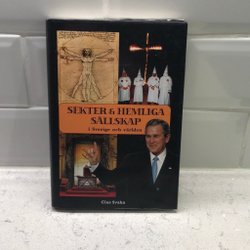 SEKTER & HEMLIGA
SÄLLSKAP
i Sverige och världen